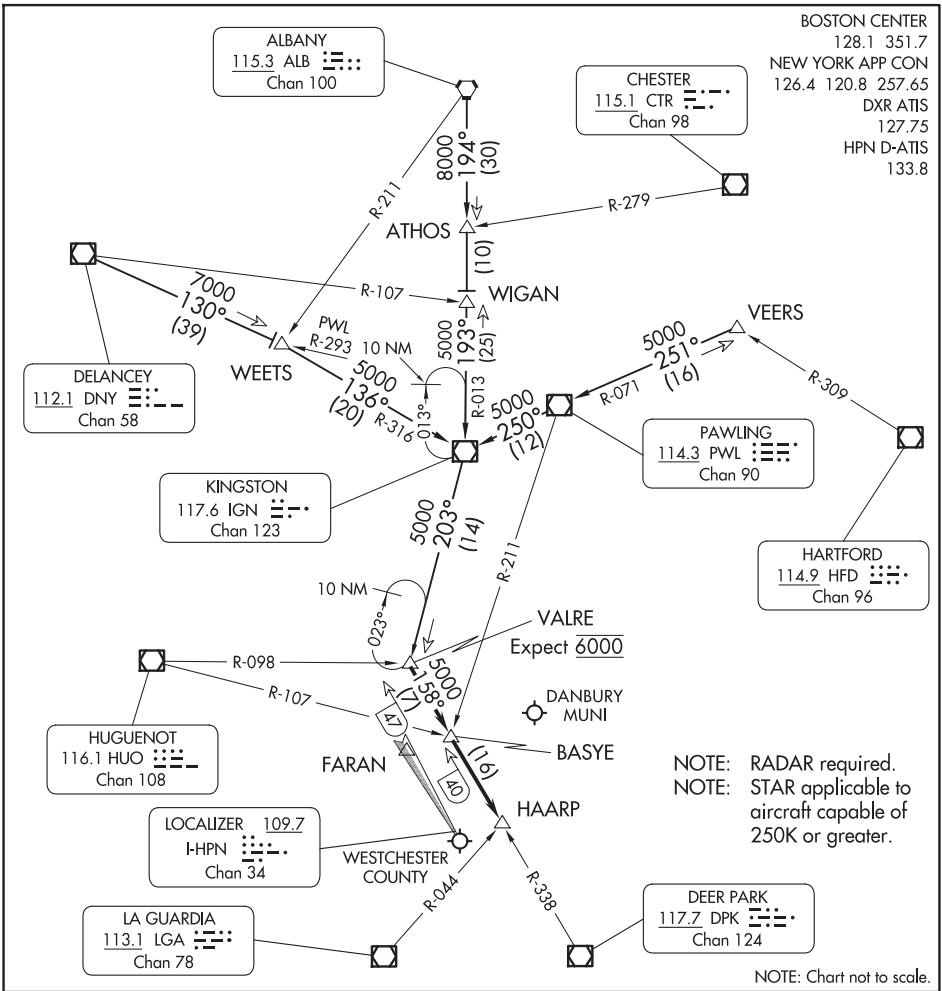 BOSTON CENTER
128.1 351.7
NEW YORK APP CON
126.4 120.8 257.65
DXR ATIS
127.75
HPN D-ATIS
133.8
ALBANY
115.3 ALB
Chan 100
CHESTER
115.1 CTR
Chan 98
8000
194°
(30)
R-211
R-279
ATHOS
(10)
R-107
WIGAN
7000
130°
(39)
PWL
R-293
10 NM
5000
193°
(25)
VEERS
5000
251°
(16)
WEETS
5000
136°
(20)
R-316
013°
R-013
5000
250°
(12)
R-071
R-309
DELANCEY
112.1 DNY
Chan 58
PAWLING
114.3 PWL
Chan 90
KINGSTON
117.6 IGN
Chan 123
5000
203°
(14)
R-211
HARTFORD
114.9 HFD
Chan 96
10 NM
023°
VALRE
Expect 6000
R-098
R-107
5000
158°
(7)
DANBURY
MUNI
47
HUGUENOT
116.1 HUO
Chan 108
FARAN
(16)
BASYE
40
NOTE: RADAR required.
NOTE: STAR applicable to
aircraft capable of
250K or greater.
HAARP
LOCALIZER 109.7
I-HPN
Chan 34
WESTCHESTER
COUNTY
R-044
R-338
LA GUARDIA
113.1 LGA
Chan 78
DEER PARK
117.7 DPK
Chan 124
NOTE: Chart not to scale.